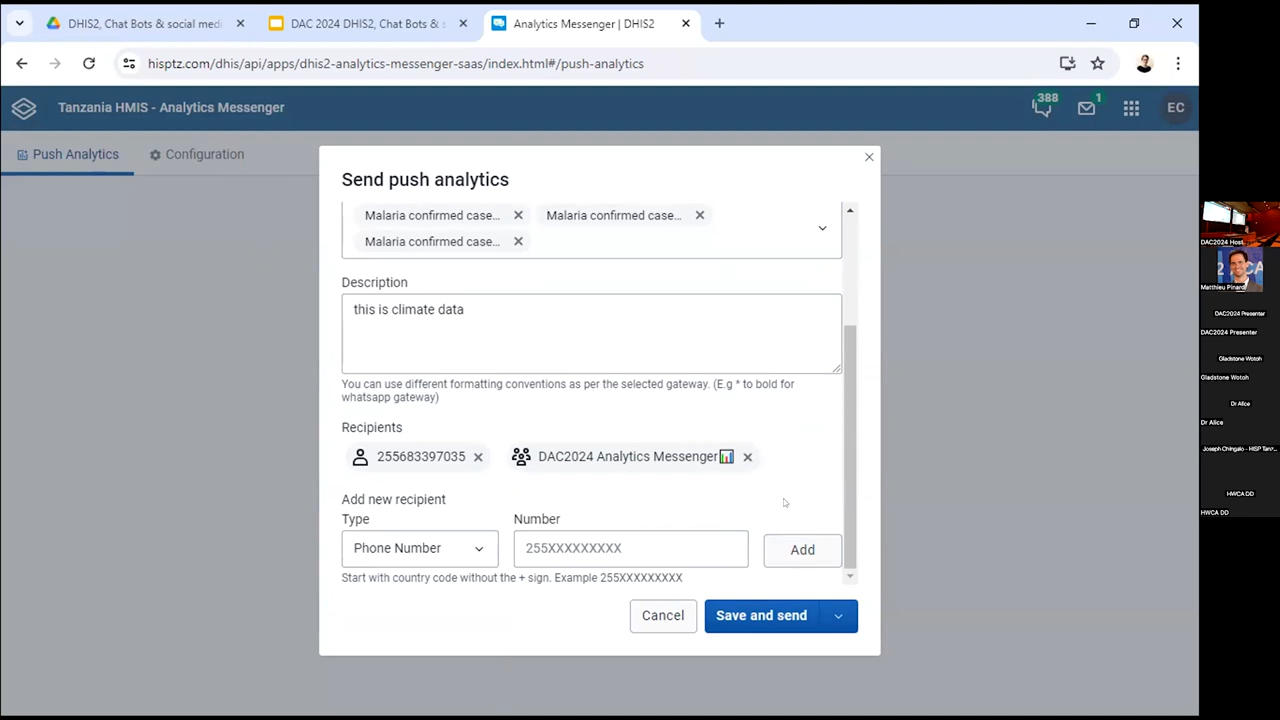 DHIS2, Chat Bots & social med
DAC 2024 DHIS2, Chat Bots & s
Analytics Messenger | DHIS2
hisptz.com/dhis/api/apps/dhis2-analytics-messenger-saas/index.html#/push-analytics
Tanzania HMIS - Analytics Messenger
388
1
EC
Push Analytics
Configuration
Send push analytics
Malaria confirmed case...
Malaria confirmed case...
Malaria confirmed case...
Description
this is climate data
You can use different formatting conventions as per the selected gateway. (E.g * to bold for
whatsapp gateway)
Recipients
255683397035
DAC2024 Analytics Messenger📊
Add new recipient
Type
Number
Phone Number
255XXXXXXXXX
Add
Start with country code without the + sign. Example 255XXXXXXXXX
Cancel
Save and send
DAC2024 Host
Matthieu Pinard
DAC2024 Presenter
DAC2024 Presenter
Gladstone Wotoh
Gladstone Wotoh
Dr Alice
Dr Alice
Joseph Chingalo - HISP Tanz...
HWCA DD
HWCA DD